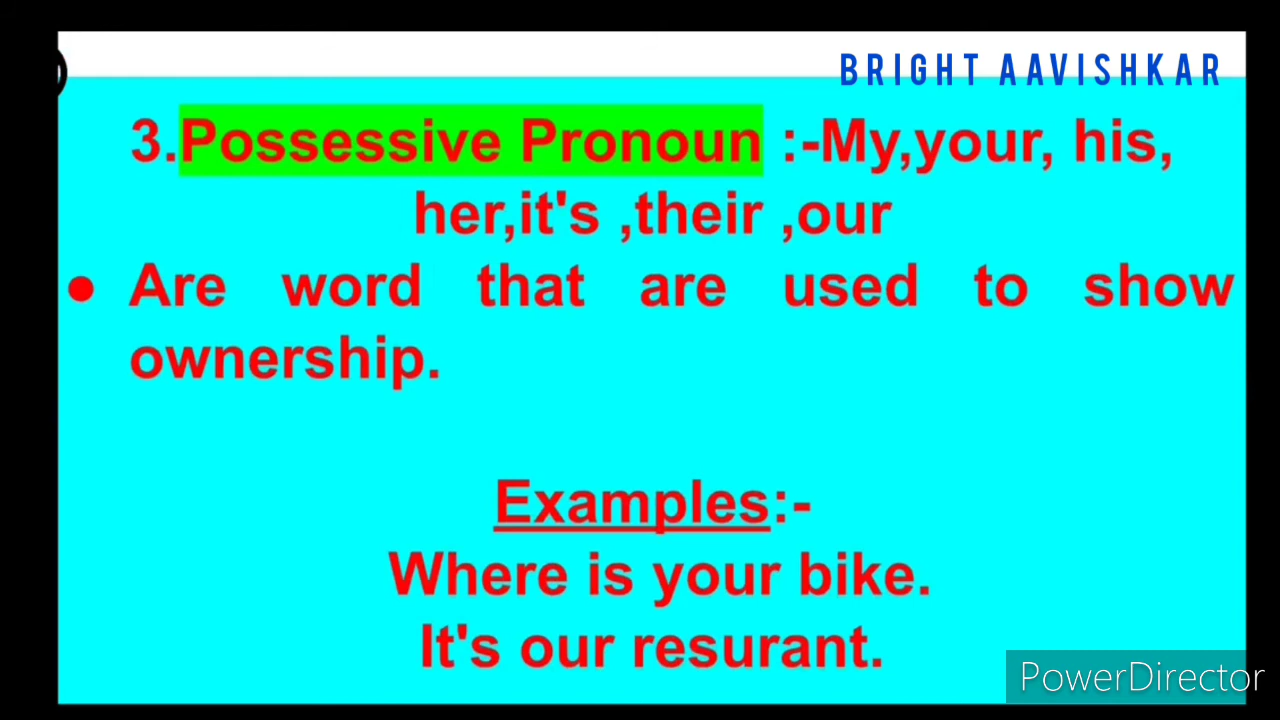 BRIGHT AAVISHKAR
3.Possessive Pronoun :-My,your, his,
her,it's ,their ,our
● Are word that are used to show
ownership.
Examples:-
Where is your bike.
It's our resurant.
PowerDirector